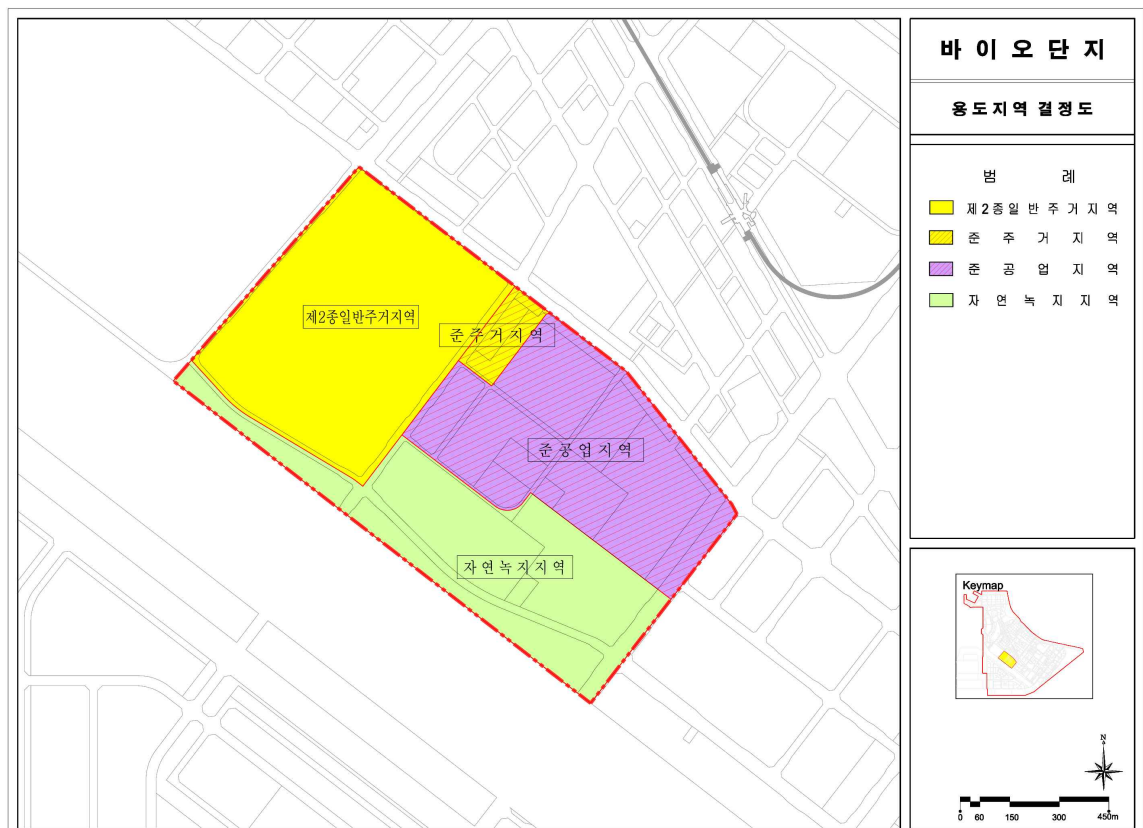 바이오단지
용도지역 결정도
범 례
제2종일반주거지역
준주거지역
준공업지역
자연녹지지역
제2종일반주거지역
준주거지역
준공업지역
자연녹지지역
Keymap
N
0 60 150 300 450m